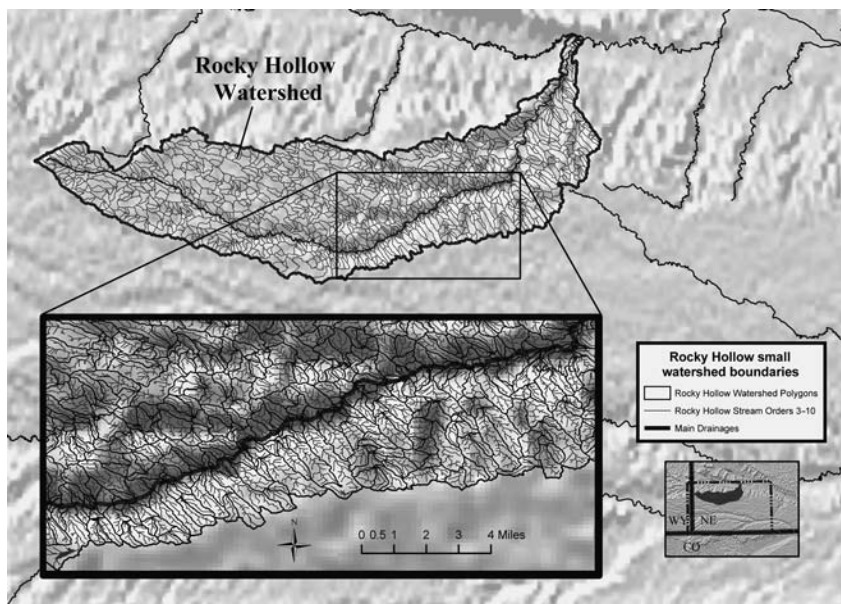 Rocky Hollow
Watershed
Rocky Hollow small
watershed boundaries
Rocky Hollow Watershed Polygons
Rocky Hollow Stream Orders 3-10
Main Drainages
N
0 0.5 1 2 3 4 Miles
WY NE
CO